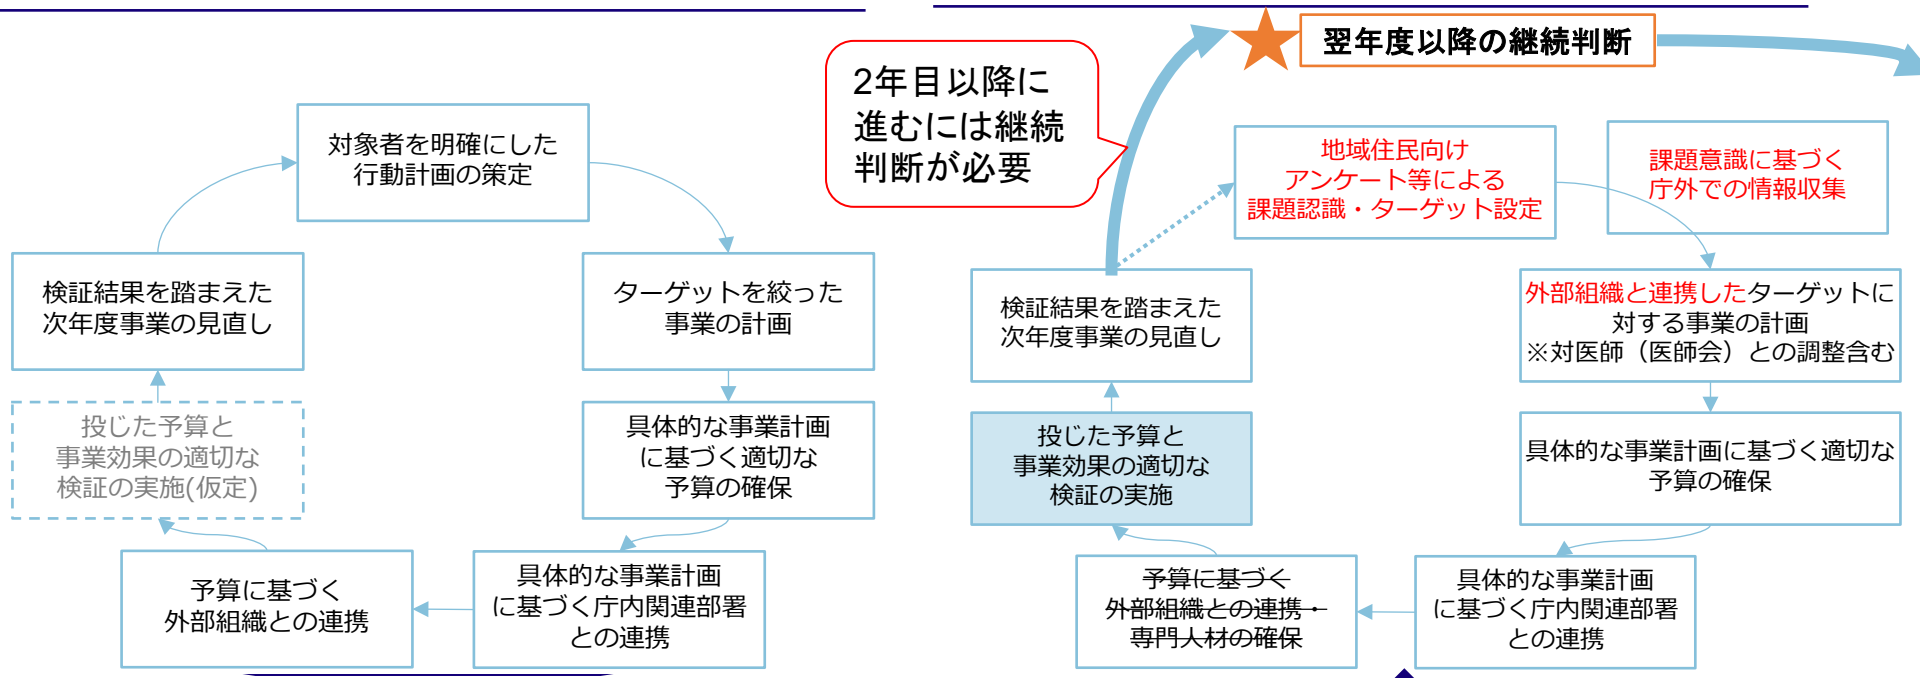 対象者を明確にした
行動計画の策定
ターゲットを絞った
事業の計画
具体的な事業計画
に基づく適切な
予算の確保
具体的な事業計画
に基づく庁内関連部署
との連携
予算に基づく
外部組織との連携
投じた予算と
事業効果の適切な
検証の実施(仮定)
検証結果を踏まえた
次年度事業の見直し
2年目以降に
進むには継続
判断が必要
翌年度以降の継続判断
地域住民向け
アンケート等による
課題認識・ターゲット設定
課題意識に基づく
庁外での情報収集
外部組織と連携したターゲットに
対する事業の計画
※対医師（医師会）との調整含む
具体的な事業計画に基づく適切な
予算の確保
具体的な事業計画
に基づく庁内関連部署
との連携
予算に基づく
外部組織との連携・
専門人材の確保
投じた予算と
事業効果の適切な
検証の実施
検証結果を踏まえた
次年度事業の見直し